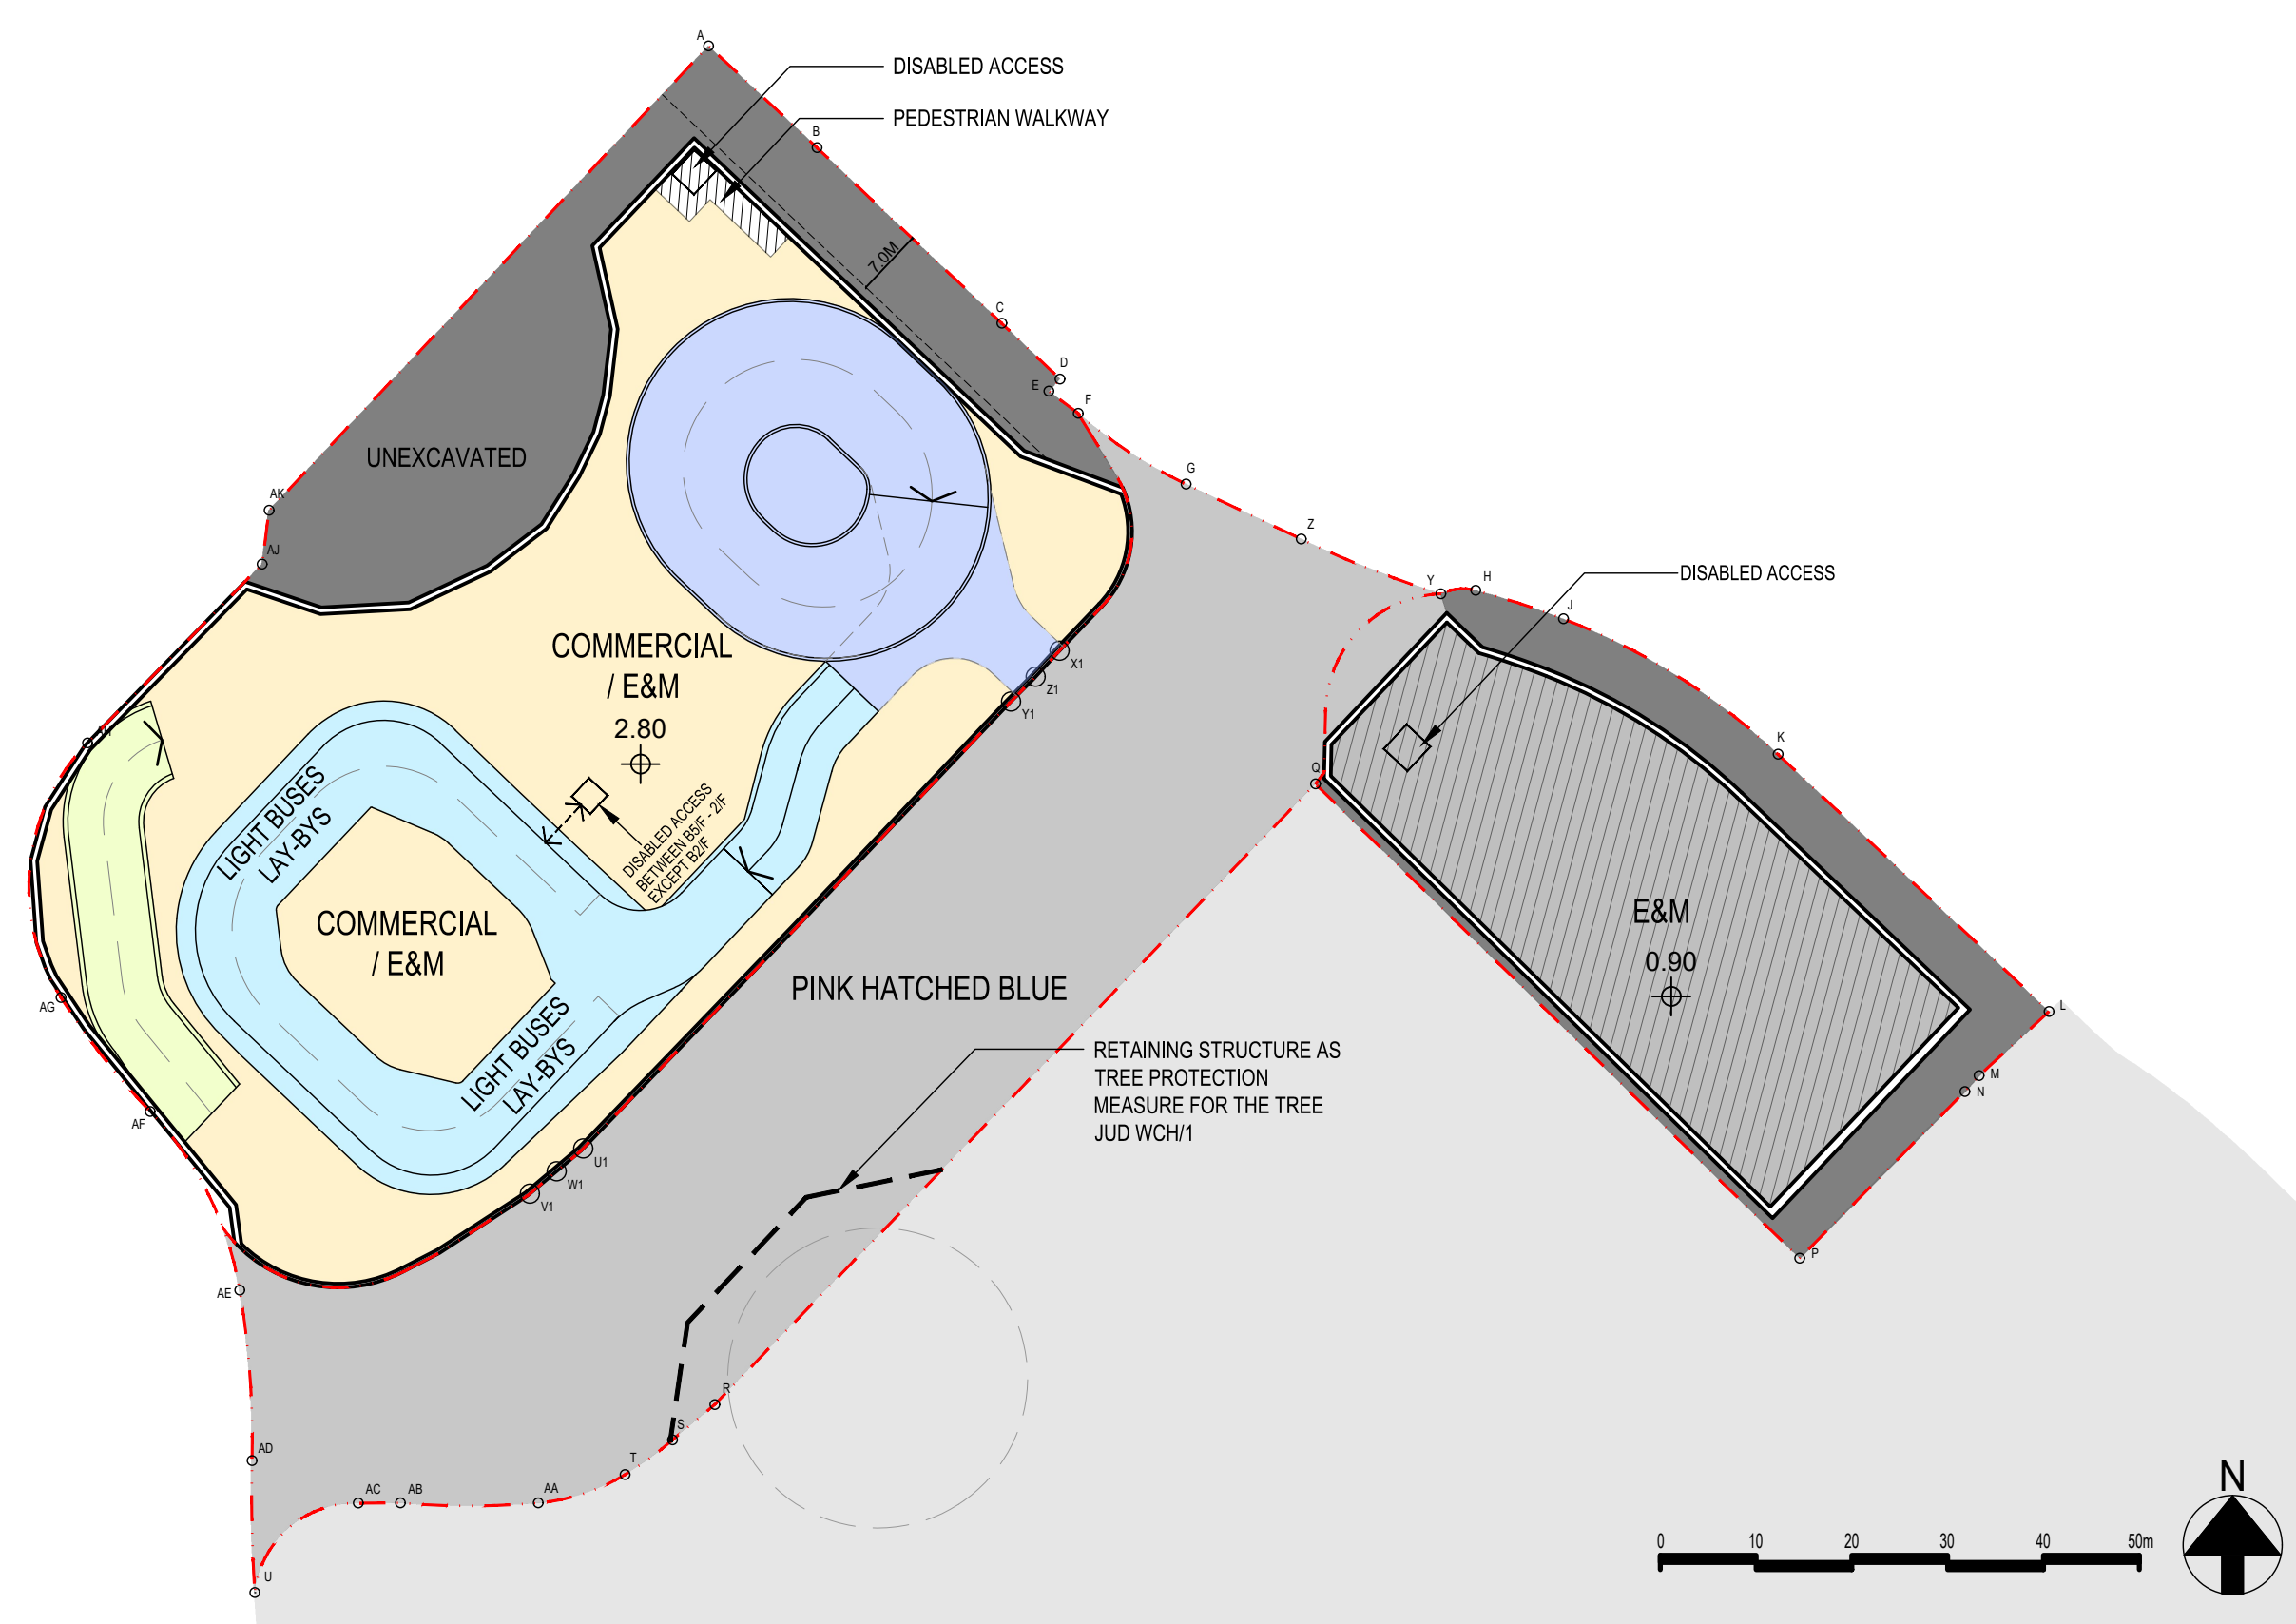 A
DISABLED ACCESS
PEDESTRIAN WALKWAY
B
7.0M
C
D
E
F
UNEXCAVATED
G
AK
Z
AJ
Y
H
DISABLED ACCESS
J
COMMERCIAL
/ E&M
2.80
X1
Z1
Y1
K
Q
LIGHT BUSES
LAY-BYS
DISABLED ACCESS
BETWEEN B5/F - 2/F
EXCEPT B2/F
COMMERCIAL
/ E&M
E&M
0.90
PINK HATCHED BLUE
AG
L
LIGHT BUSES
LAY-BYS
RETAINING STRUCTURE AS
TREE PROTECTION
MEASURE FOR THE TREE
JUD WCH/1
M
N
AF
U1
W1
V1
P
AE
R
S
AD
T
AC
AB
AA
U
N
0 10 20 30 40 50m